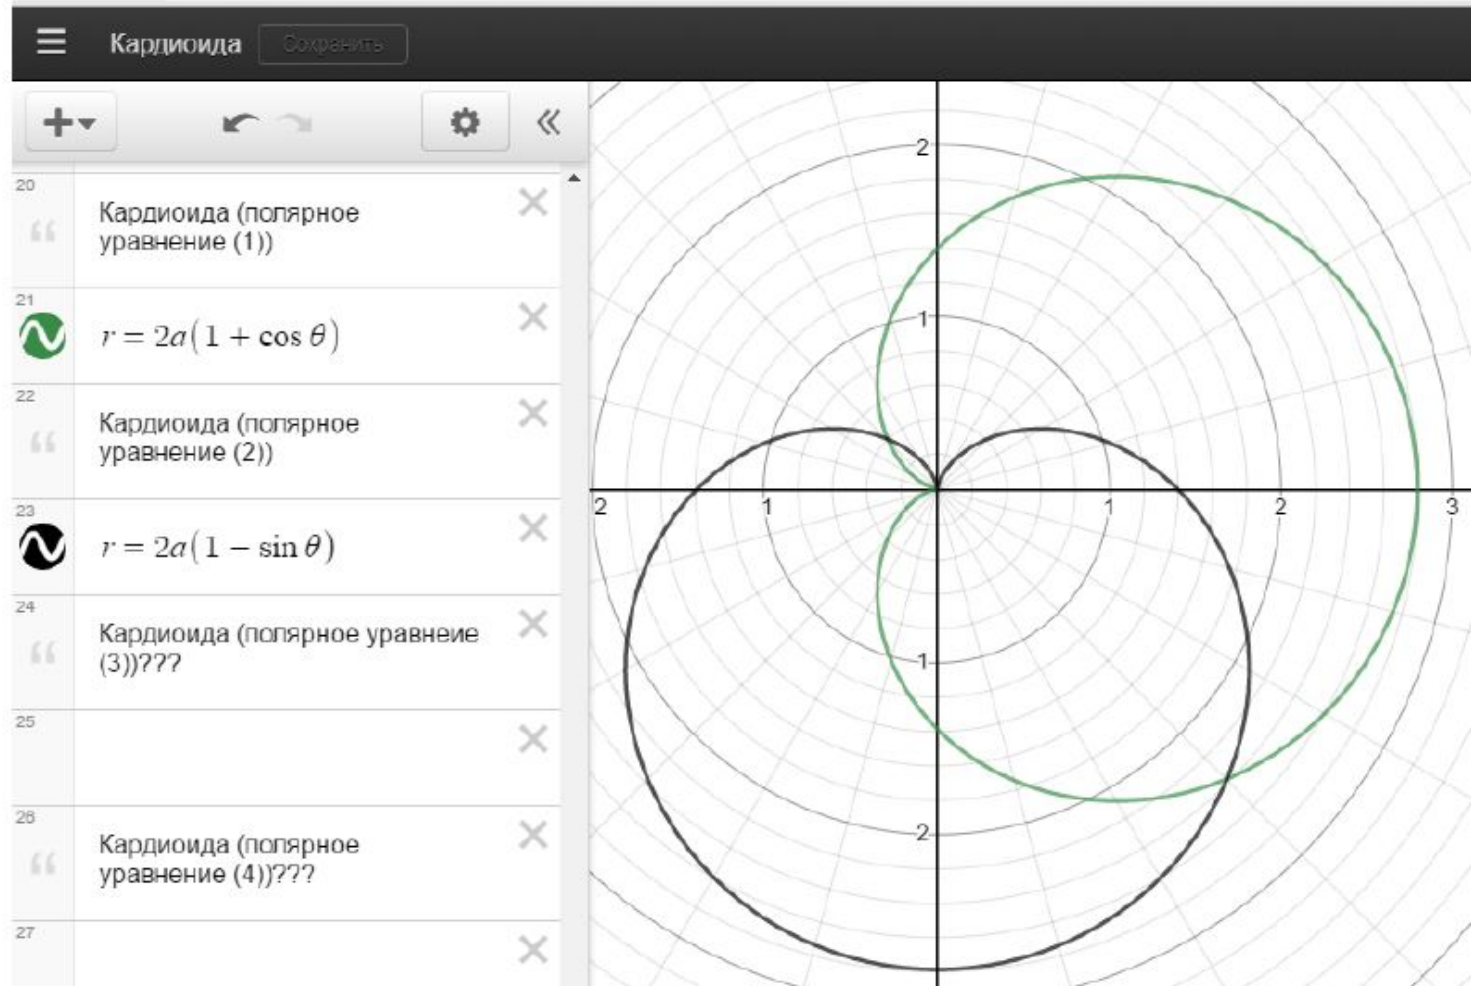 Кардиоида Сохранить
20
Кардиоида (полярное
уравнение (1))
21
r = 2a(1 + cos θ)
22
Кардиоида (полярное
уравнение (2))
23
r = 2a(1 − sin θ)
24
Кардиоида (полярное уравнеие
(3))???
25
26
Кардиоида (полярное
уравнение (4))???
27
2
1
2 1 1 2 3
1
2